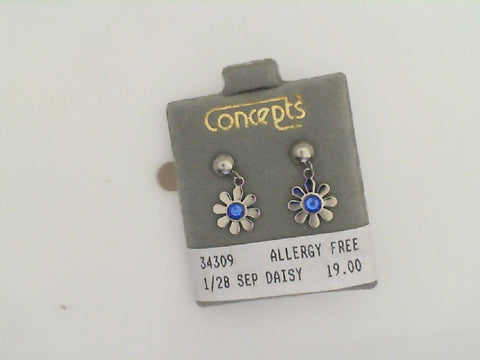 Concepts
34309 ALLERGY FREE
1/2B SEP DAISY 19.00